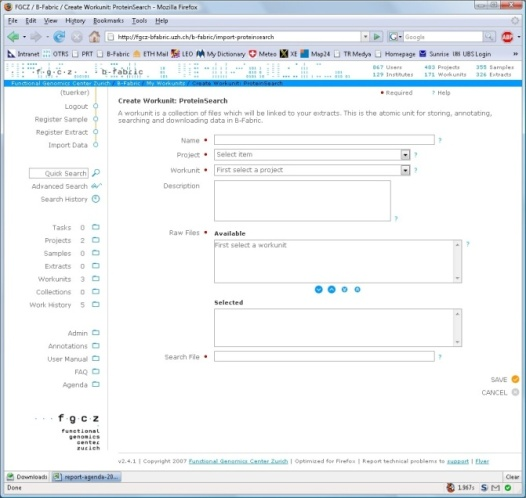 FGCZ / B-Fabric / Create Workunit: ProteinSearch - Mozilla Firefox
File Edit View History Bookmarks Tools Help
http://fgcz-bfabric.uzh.ch/b-fabric/import-proteinsearch
Google
ABP
Intranet OTRS PRT B-Fabric ETH Mail LEO My Dictionary Meteo XE Map24 TR Medya Homepage Sunrise UBS Login
f·g·c·z b-fabric
867 Users 483 Projects 355 Samples
129 Institutes 171 Workunits 326 Extracts
Functional Genomics Center Zurich B-Fabric My Workunits Create Workunit: ProteinSearch
(tuerker)
Required ? Help
Logout
Register Sample
Register Extract
Import Data
Quick Search
Advanced Search
Search History
Tasks 0
Projects 2
Samples 0
Extracts 0
Workunits 3
Collections 0
Work History 5
Admin
Annotations
User Manual
FAQ
Agenda
f·g·c·z
functional
genomics
center
zurich
Create Workunit: ProteinSearch
A workunit is a collection of files which will be linked to your extracts. This is the atomic unit for storing, annotating,
searching and downloading data in B-Fabric.
Name ?
Project Select item ?
Workunit First select a project ?
Description
?
Raw Files Available
First select a workunit ?
Selected
Search File ?
SAVE
CANCEL
v2.4.1 | Copyright 2007 Functional Genomics Center Zurich | Optimized for Firefox | Report technical problems to support | Flyer
Downloads report-agenda-20... Clear
Done 1.967s